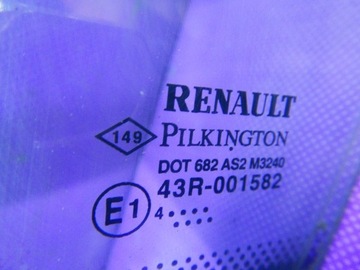 RENAULT
149 PILKINGTON
DOT 682 AS2 M3240
43R-001582
E1 4